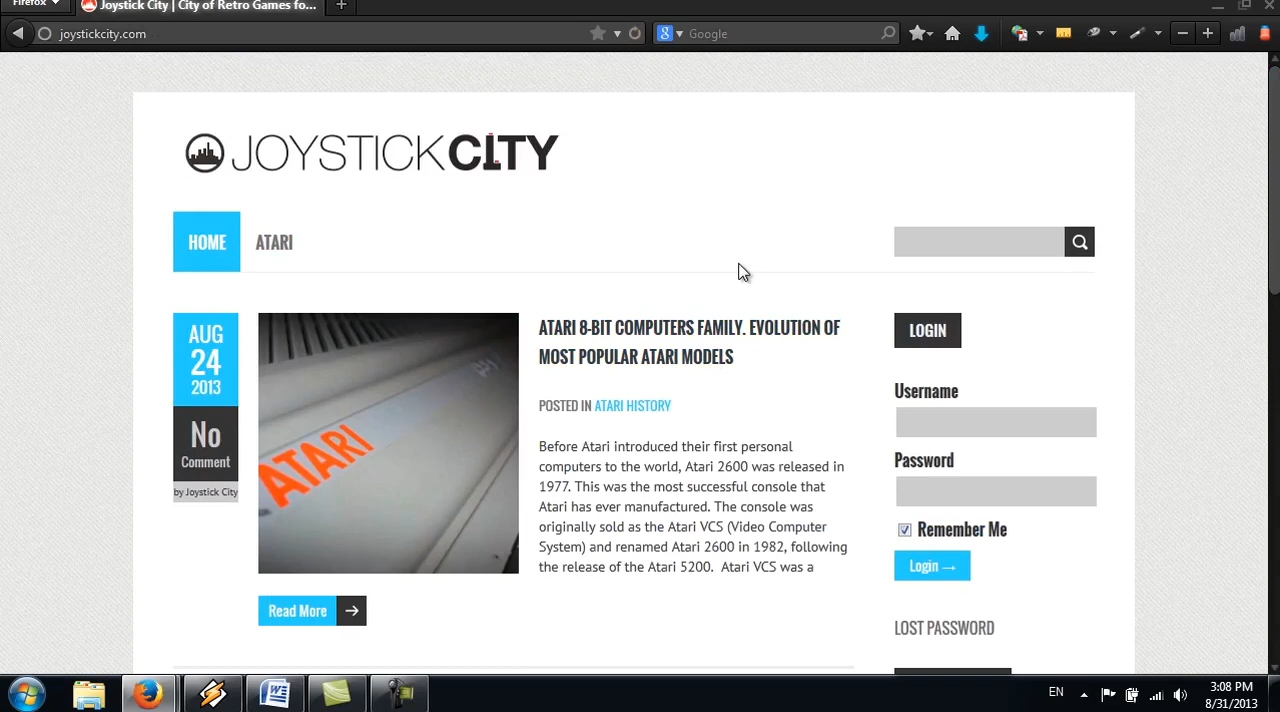 Firefox
Joystick City | City of Retro Games fo...
joystickcity.com
Google
JOYSTICKCITY
HOME
ATARI
AUG
24
2013
No
Comment
by Joystick City
ATARI
ATARI 8-BIT COMPUTERS FAMILY. EVOLUTION OF
MOST POPULAR ATARI MODELS
POSTED IN ATARI HISTORY
Before Atari introduced their first personal
computers to the world, Atari 2600 was released in
1977. This was the most successful console that
Atari has ever manufactured. The console was
originally sold as the Atari VCS (Video Computer
System) and renamed Atari 2600 in 1982, following
the release of the Atari 5200.  Atari VCS was a
Read More
LOGIN
Username
Password
Remember Me
Login →
LOST PASSWORD
EN
3:08 PM
8/31/2013